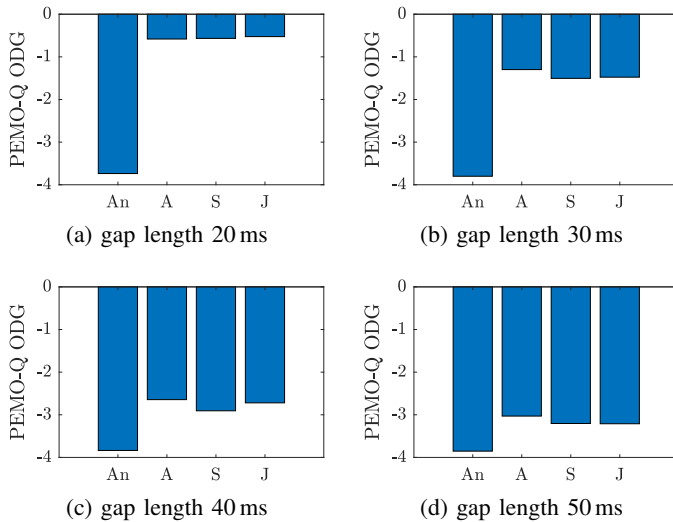 0
-1
-2
-3
-4
PEMO-Q ODG
An A S J
(a) gap length 20 ms
0
-1
-2
-3
-4
PEMO-Q ODG
An A S J
(b) gap length 30 ms
0
-1
-2
-3
-4
PEMO-Q ODG
An A S J
(c) gap length 40 ms
0
-1
-2
-3
-4
PEMO-Q ODG
An A S J
(d) gap length 50 ms